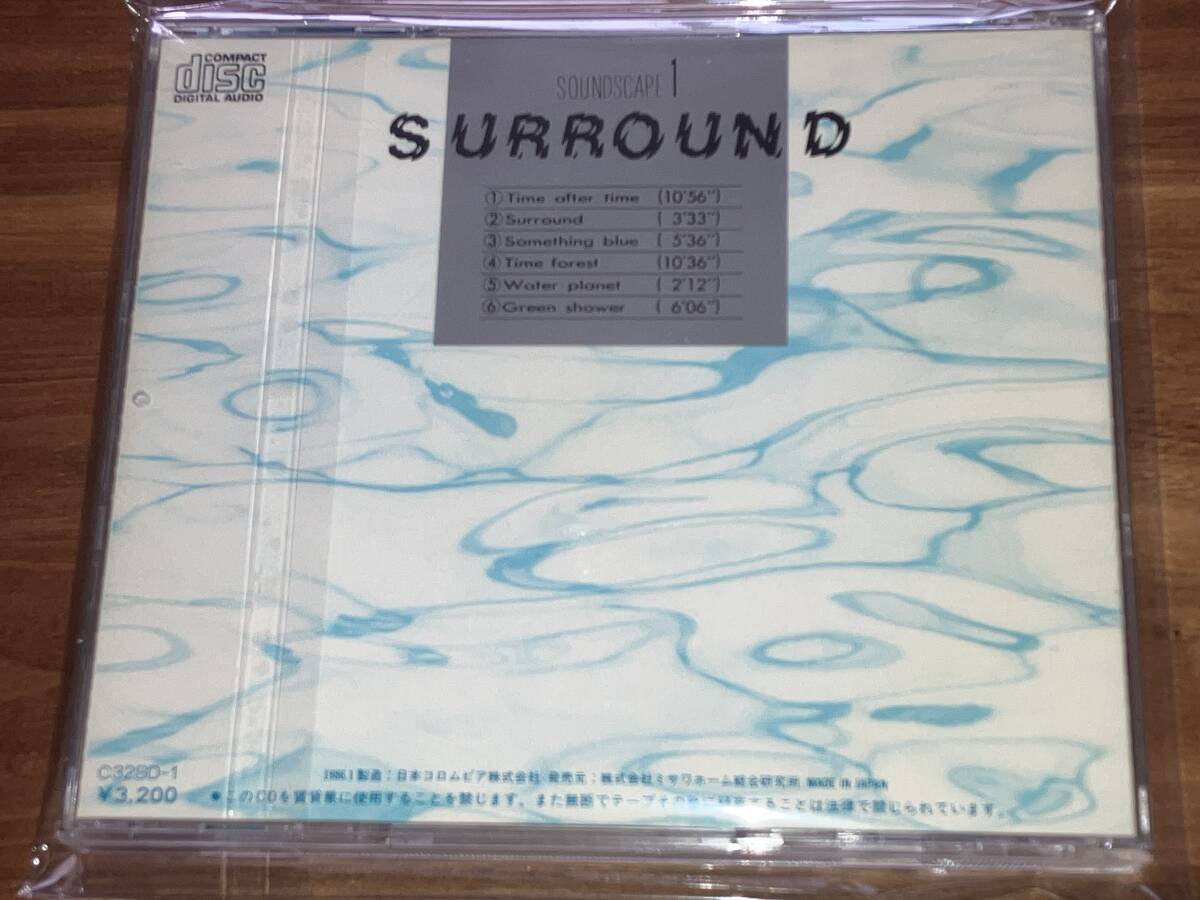 COMPACT
disc
DIGITAL AUDIO
SOUNDSCAPE 1
SURROUND
①Time after time (10'56")
②Surround ( 3'33")
③Something blue ( 5'36")
④Time forest (10'36")
⑤Water planet ( 2'12")
⑥Green shower ( 6'06")
C328D-1
¥3,200
1986.1 製造:日本コロムビア株式会社 発売元:株式会社ミサワホーム総合研究所 MADE IN JAPAN
●このCDを賃貸業に使用することを禁じます。また無断でテープその他に録音することは法律で禁じられています。